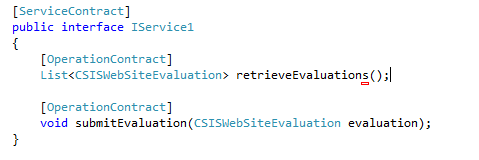 [ServiceContract]
public interface IService1
{
[OperationContract]
List<CSISWebSiteEvaluation> retrieveEvaluations();
[OperationContract]
void submitEvaluation(CSISWebSiteEvaluation evaluation);
}